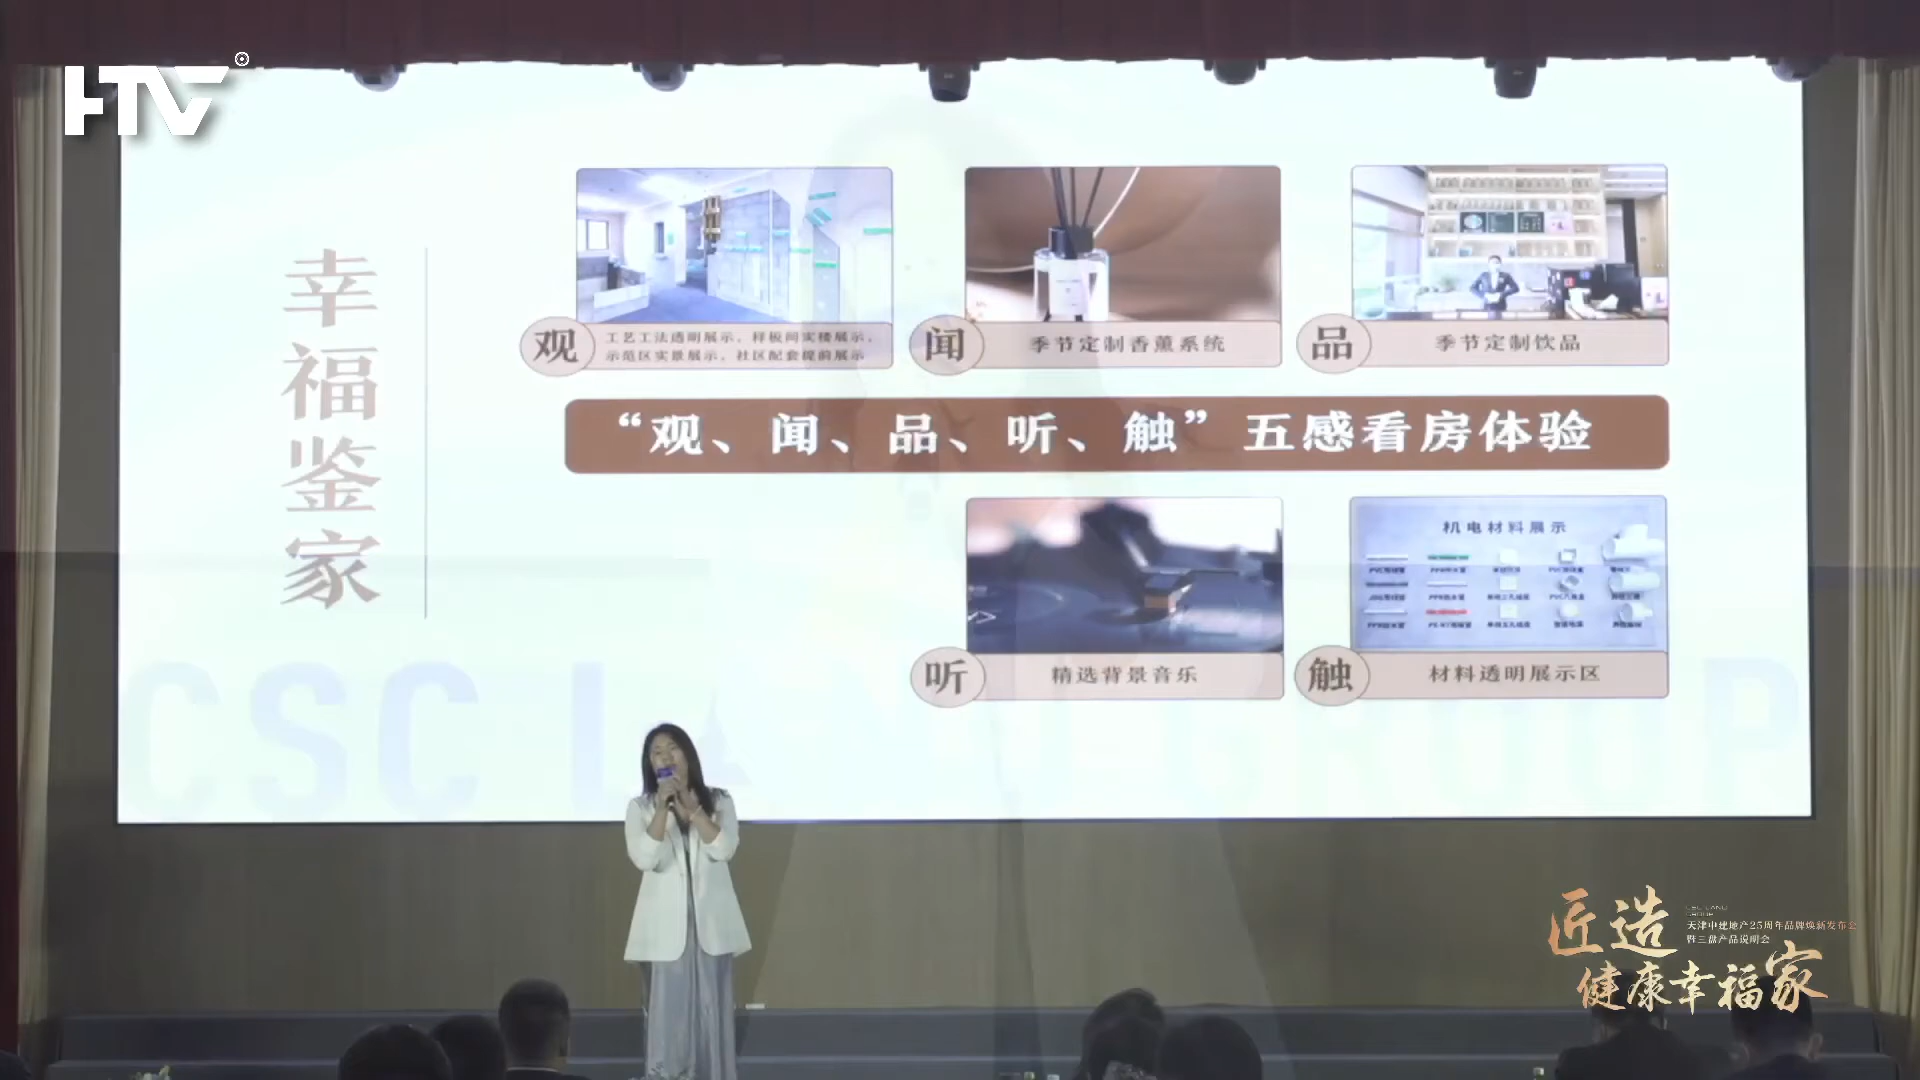 HTV
幸福鉴家
观
工艺工法透明展示、样板间实楼展示、
示范区实景展示、社区配套提前展示
闻
季节定制香薰系统
品
季节定制饮品
“观、闻、品、听、触”五感看房体验
听
精选背景音乐
机电材料展示
触
材料透明展示区
CSC LAND GROUP
匠造
天津中建地产25周年品牌焕新发布会
暨三盘产品说明会
健康幸福家